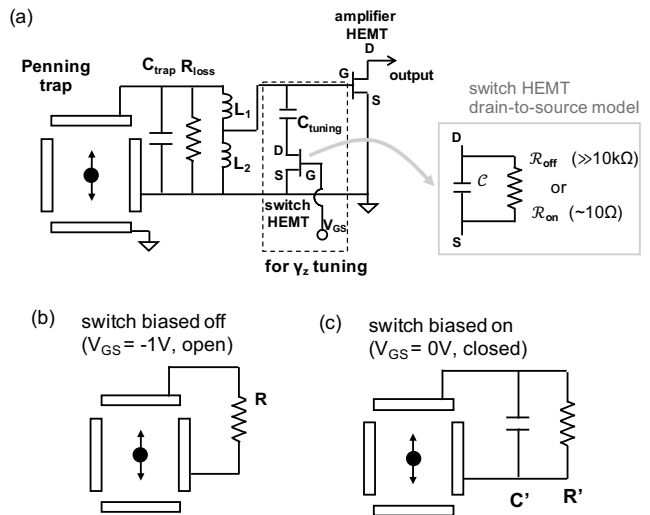 (a)
amplifier
HEMT
D
G
output
S
Penning
trap
C_trap R_loss
L_1
L_2
C_tuning
D
S
G
switch
HEMT
V_GS
for γ_z tuning
switch HEMT
drain-to-source model
D
C
R_off (≫10kΩ)
or
R_on (~10Ω)
S
(b)
switch biased off
(V_GS = -1V, open)
R
(c)
switch biased on
(V_GS = 0V, closed)
C'
R'